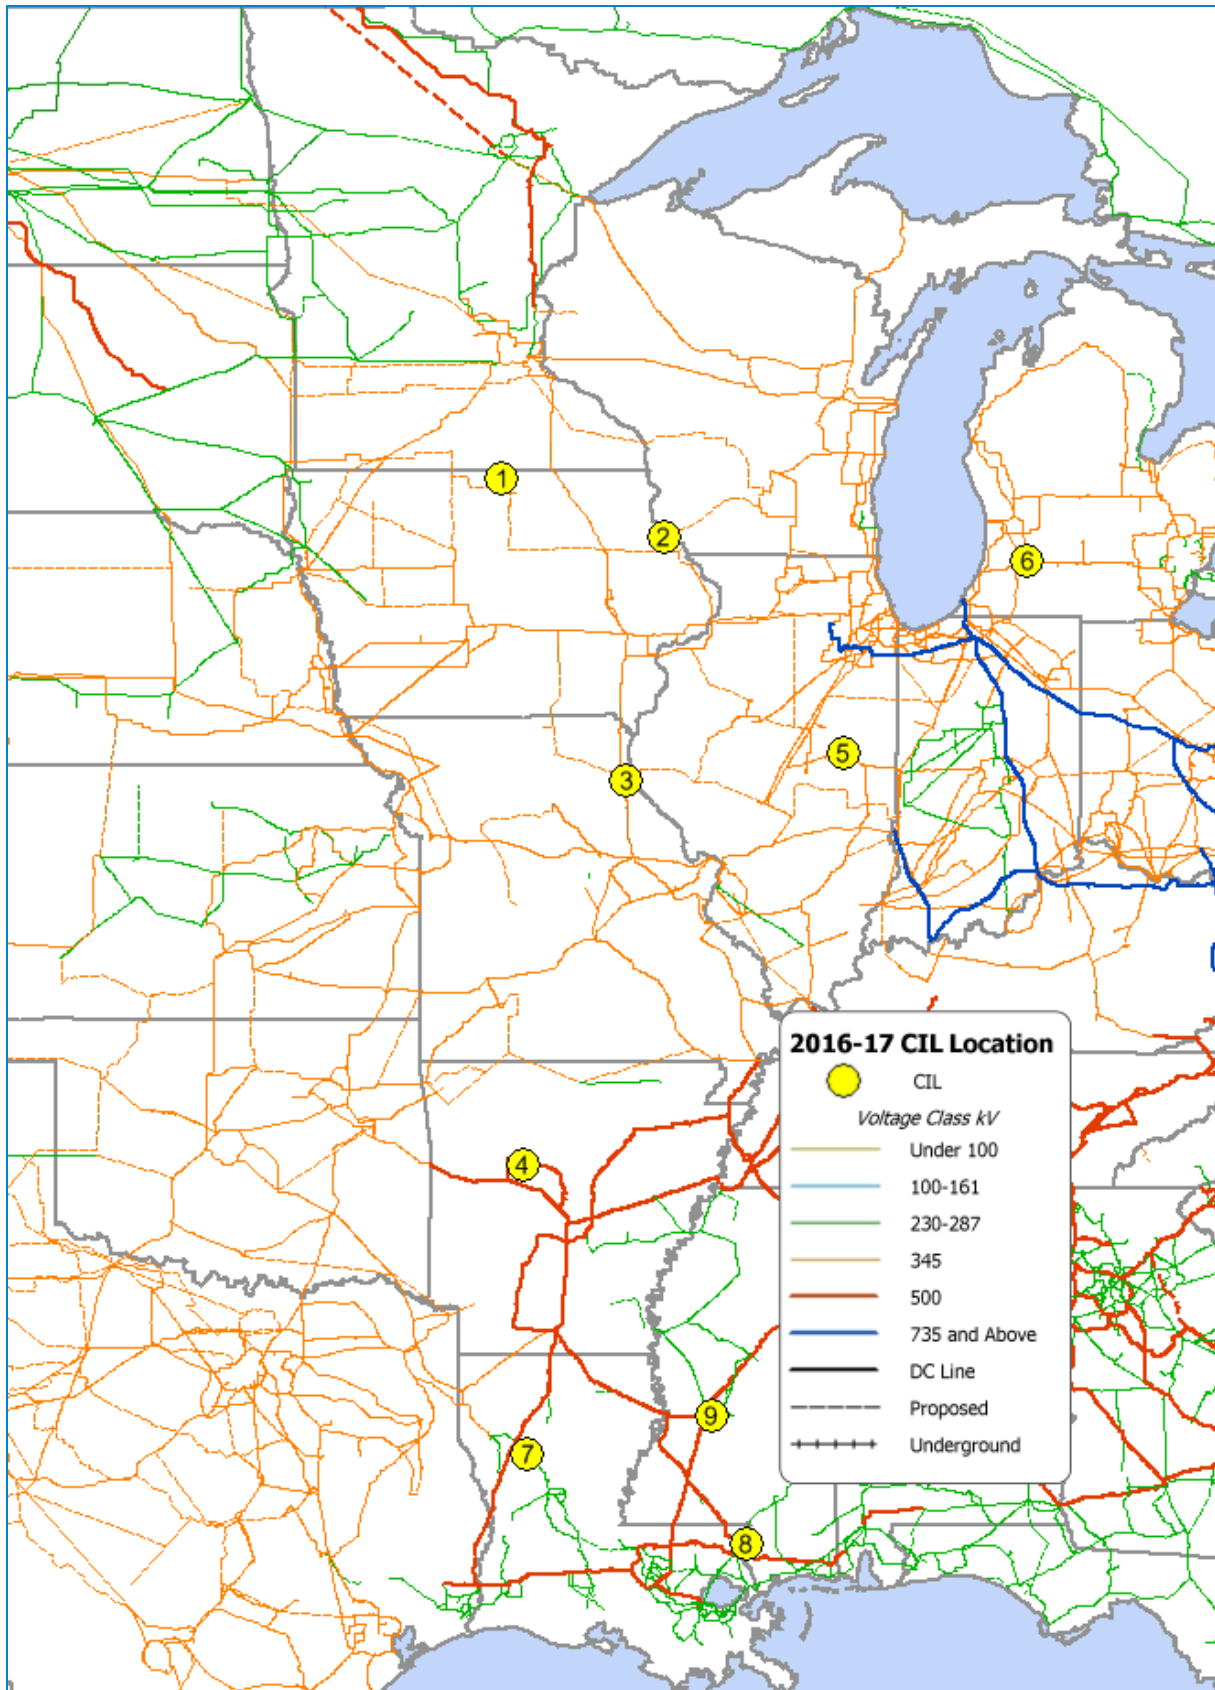 1
2
6
5
3
2016-17 CIL Location
CIL
Voltage Class kV
Under 100
100-161
230-287
345
500
735 and Above
DC Line
Proposed
Underground
4
9
7
8